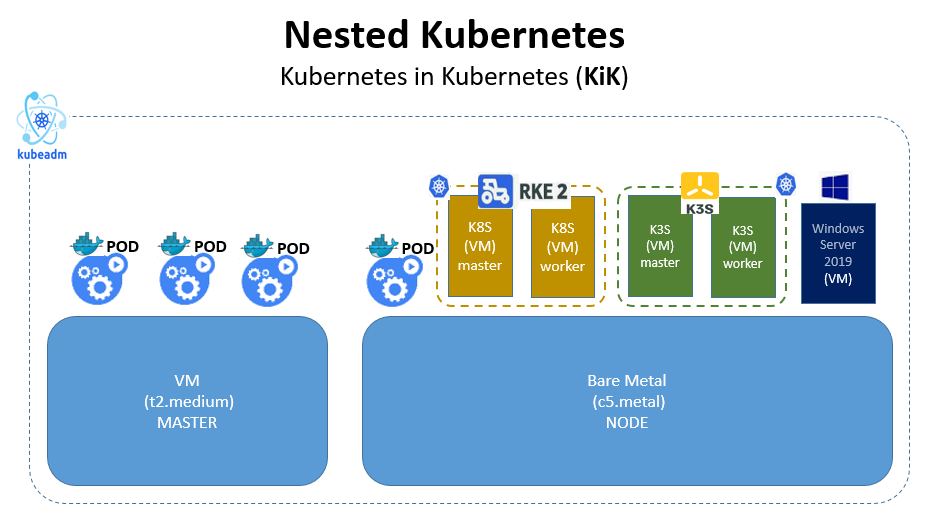 Nested Kubernetes
Kubernetes in Kubernetes (KiK)
kubeadm
POD
POD
POD
POD
RKE 2
K8S
(VM)
master
K8S
(VM)
worker
K3S
K3S
(VM)
master
K3S
(VM)
worker
Windows
Server
2019
(VM)
VM
(t2.medium)
MASTER
Bare Metal
(c5.metal)
NODE